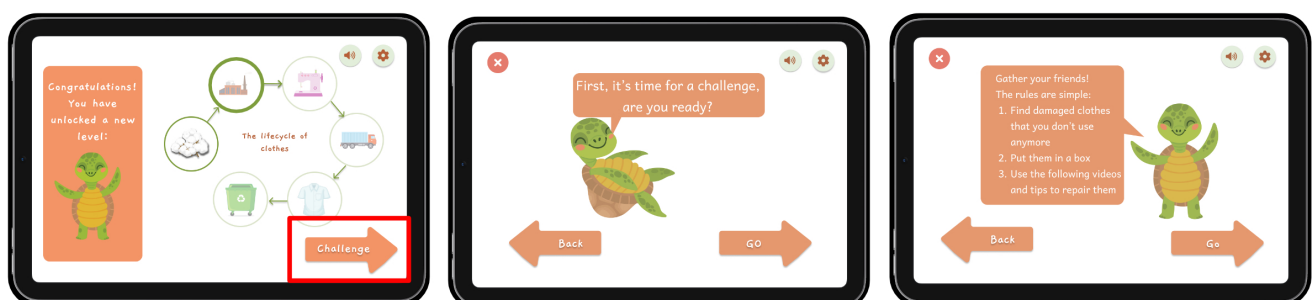 Congratulations!
You have
unlocked a new
level:
The lifecycle of
clothes
Challenge
First, it's time for a challenge,
are you ready?
Back
GO
Gather your friends!
The rules are simple:
1. Find damaged clothes
that you don't use
anymore
2. Put them in a box
3. Use the following videos
and tips to repair them
Back
Go